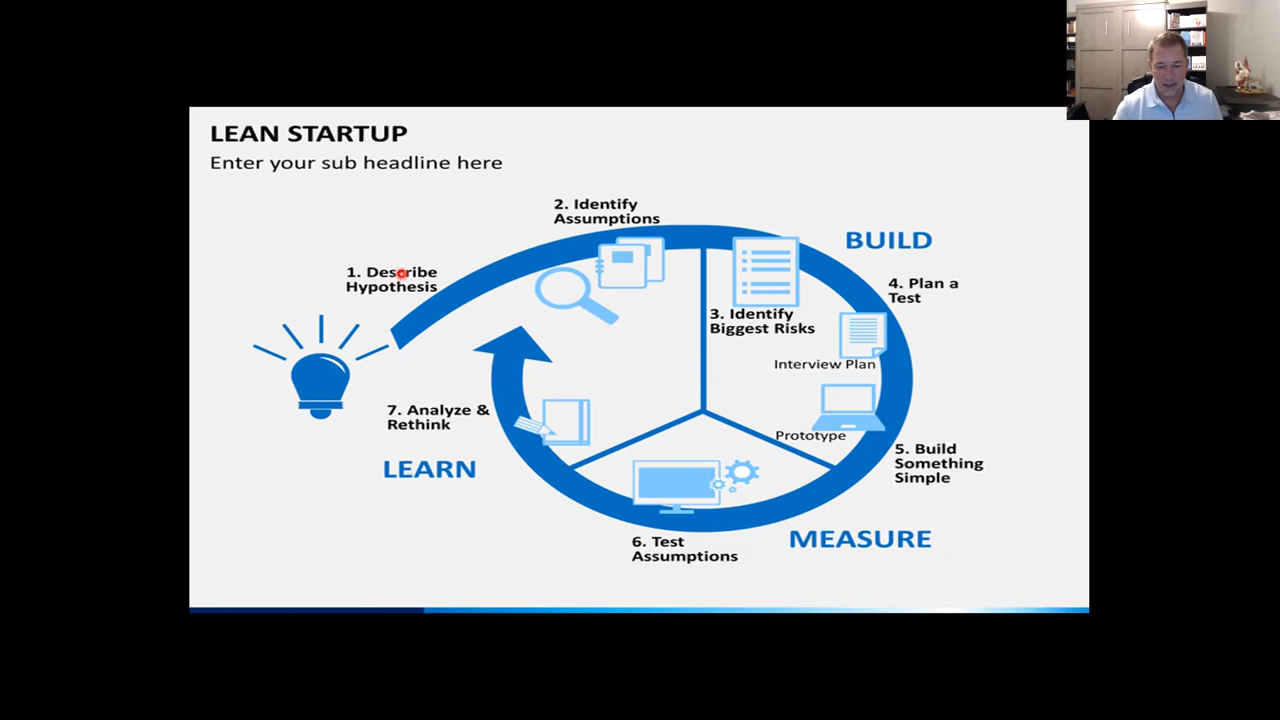 LEAN STARTUP
Enter your sub headline here
2. Identify
Assumptions
BUILD
1. Describe
Hypothesis
4. Plan a
Test
3. Identify
Biggest Risks
Interview Plan
7. Analyze &
Rethink
Prototype
5. Build
Something
Simple
LEARN
6. Test
Assumptions
MEASURE